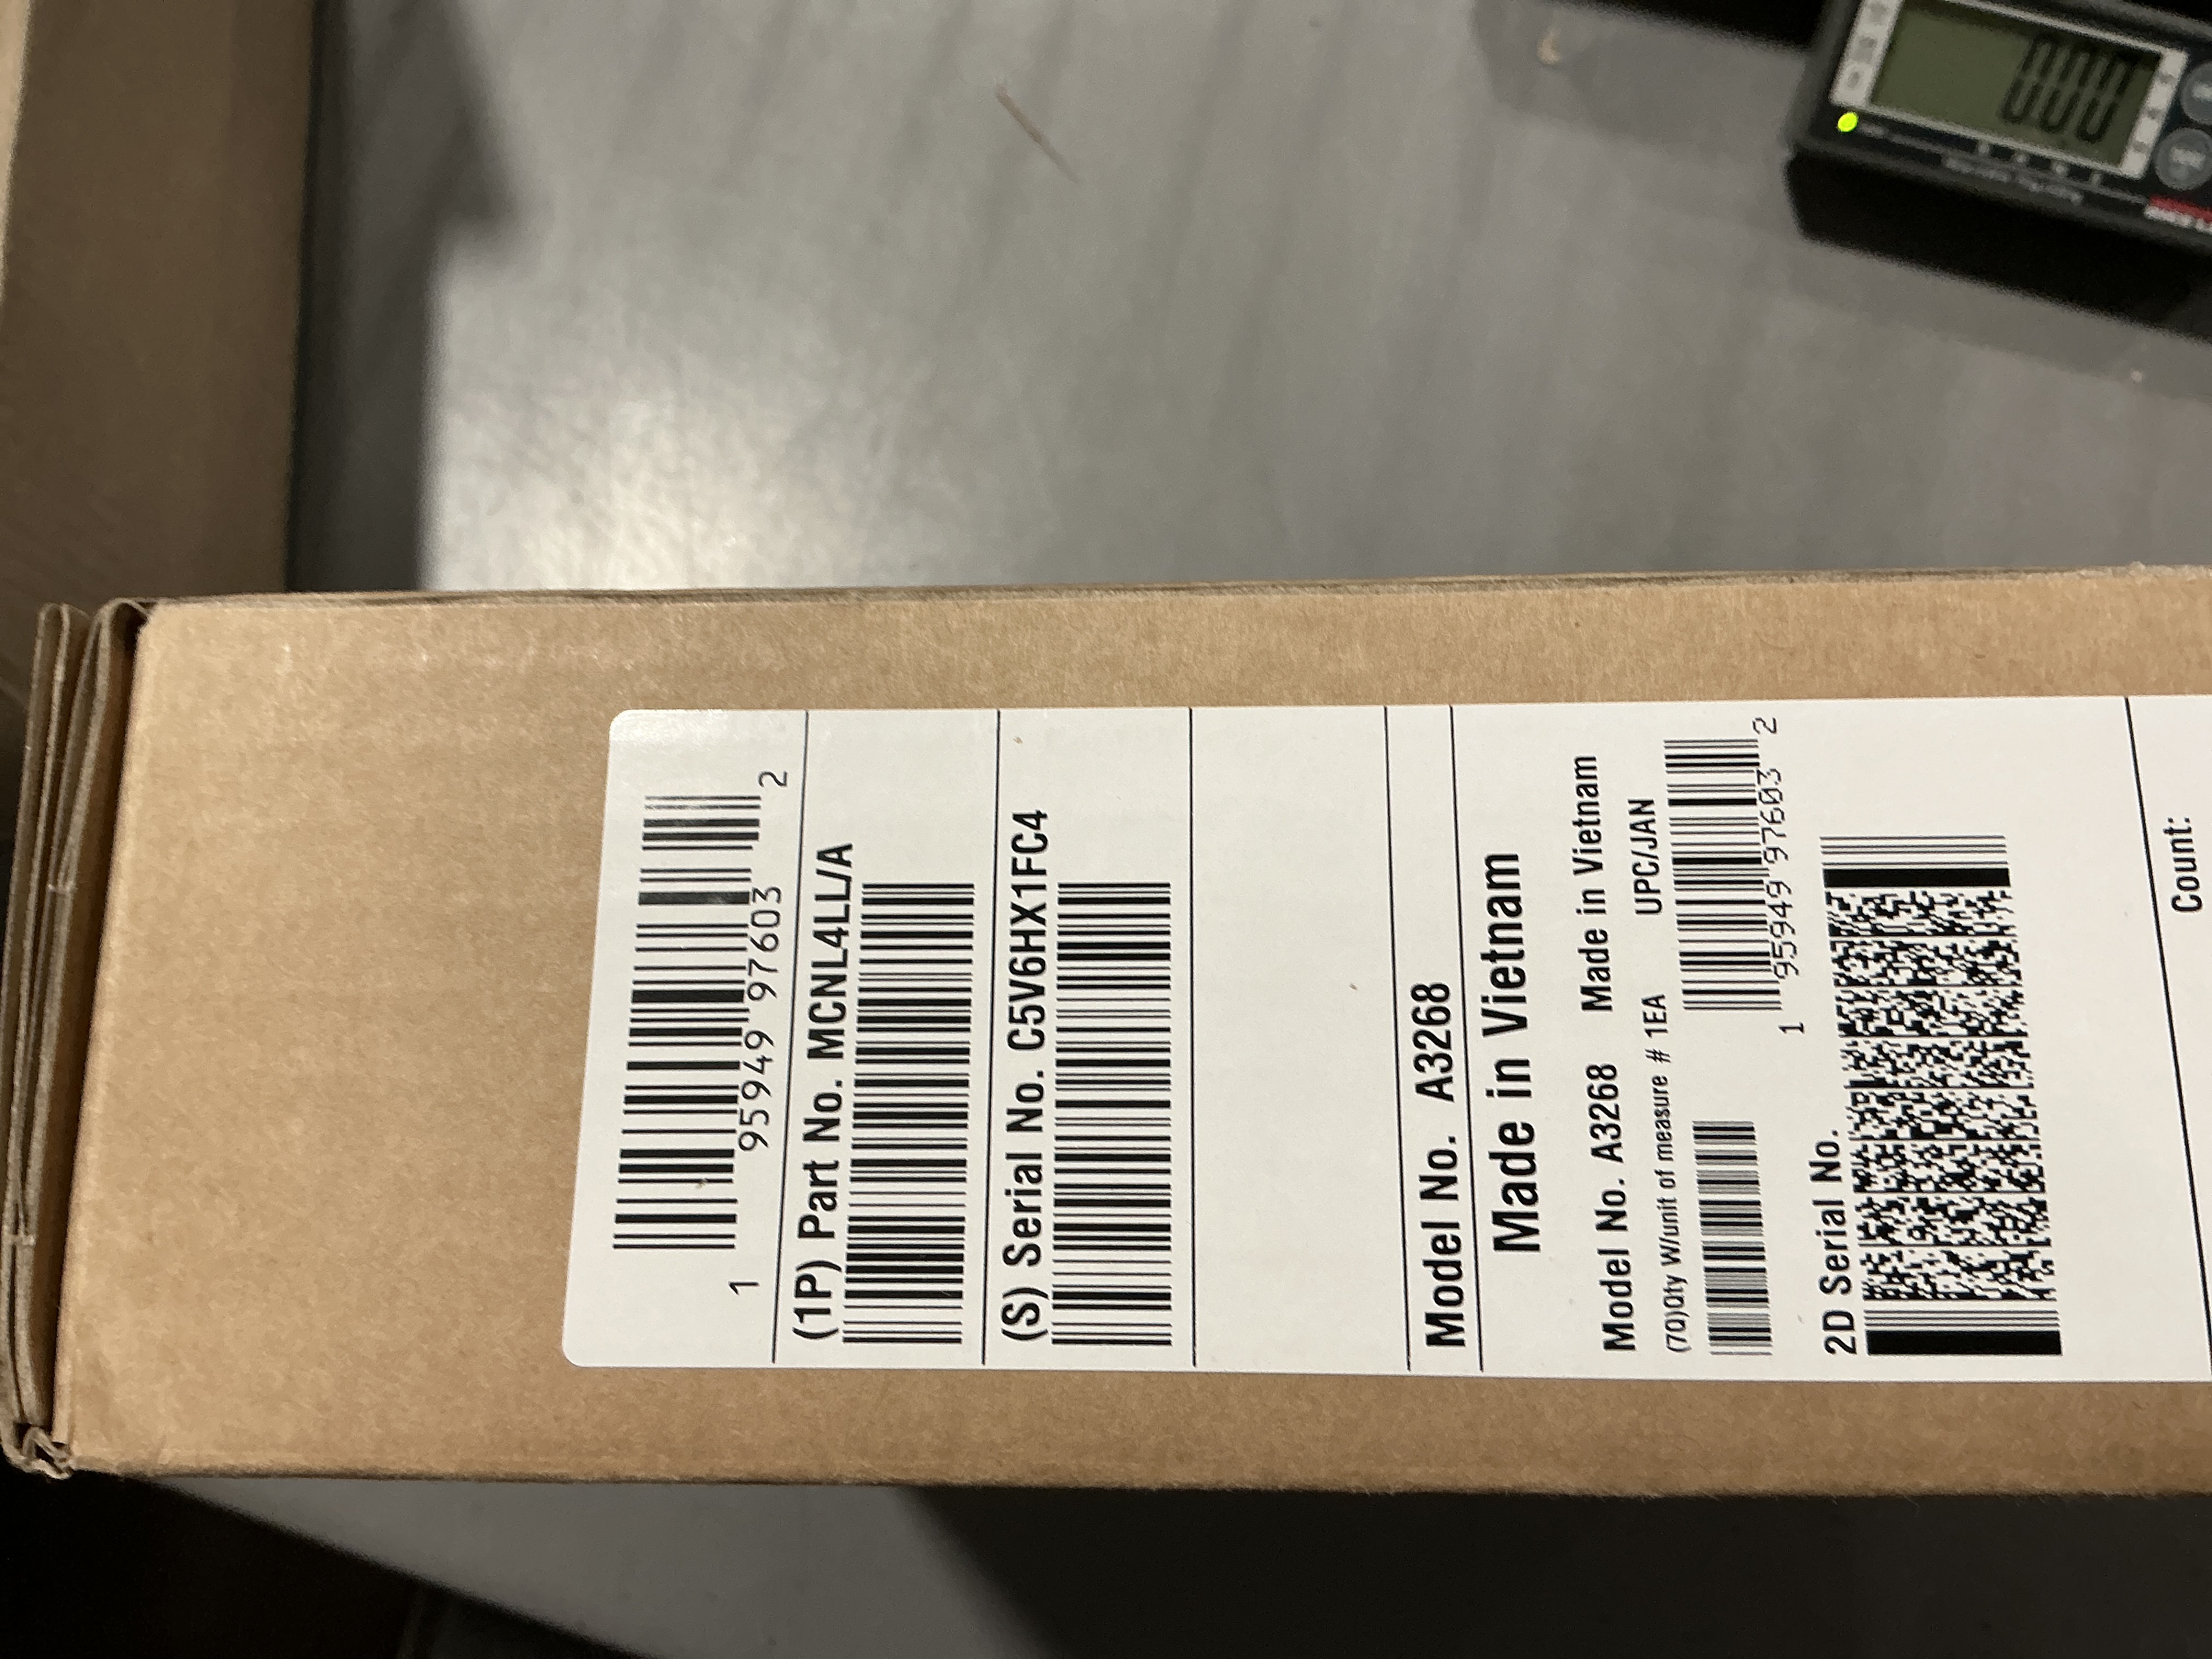 1 95949 97603 2
(1P) Part No. MCNL4LL/A
(S) Serial No. C5V6HX1FC4
Model No. A3268
Made in Vietnam
Model No. A3268 Made in Vietnam
(7Q)Qty W/unit of measure # 1EA UPC/JAN
1 95949 97603 2
2D Serial No.
Count:
000